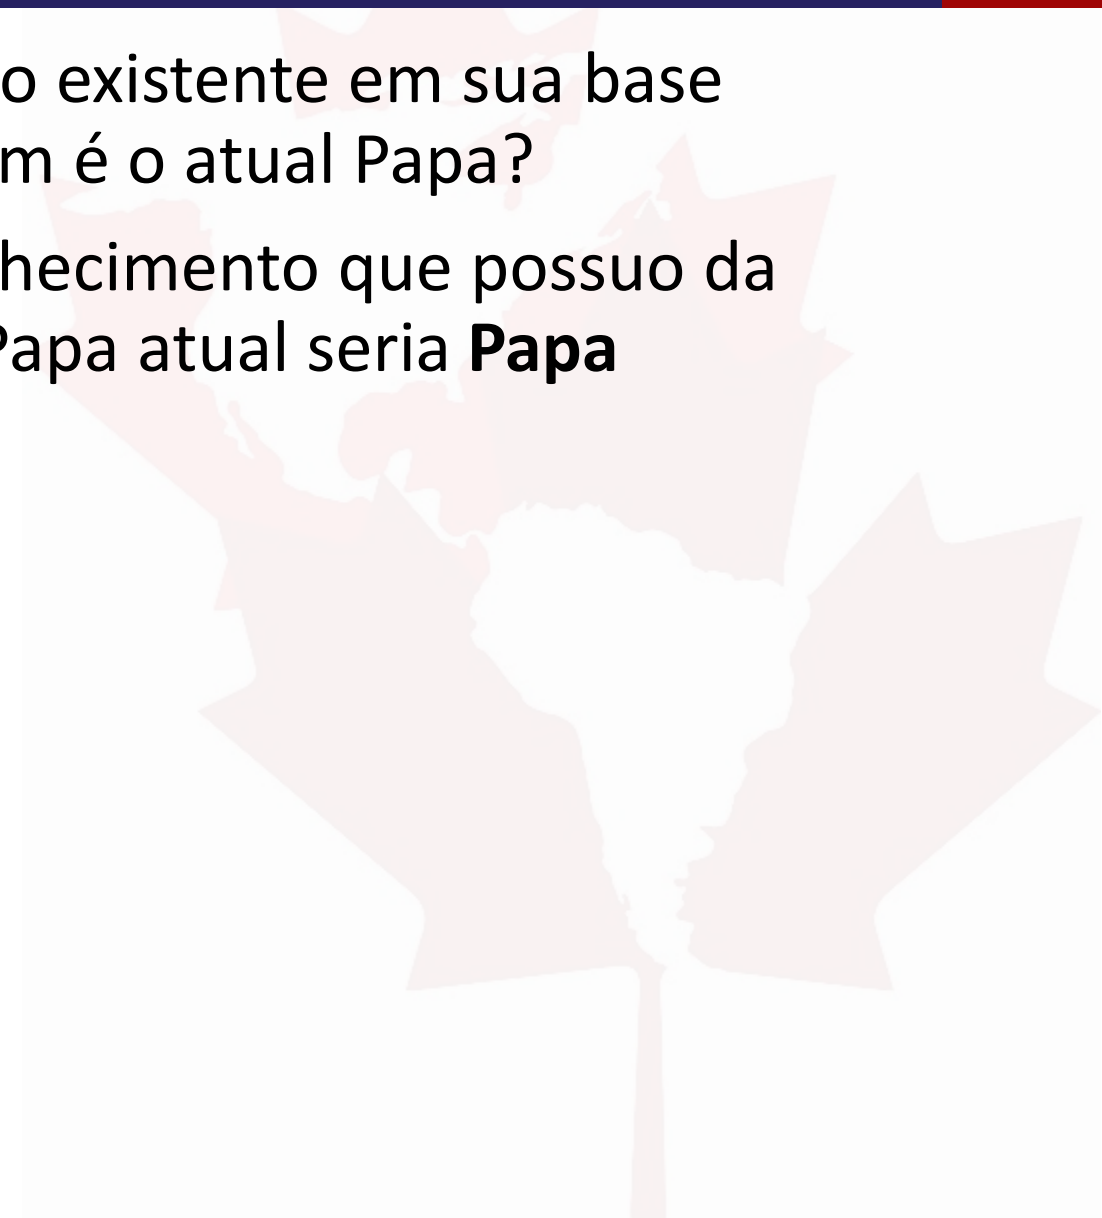 o existente em sua base
m é o atual Papa?
hecimento que possuo da
Papa atual seria Papa